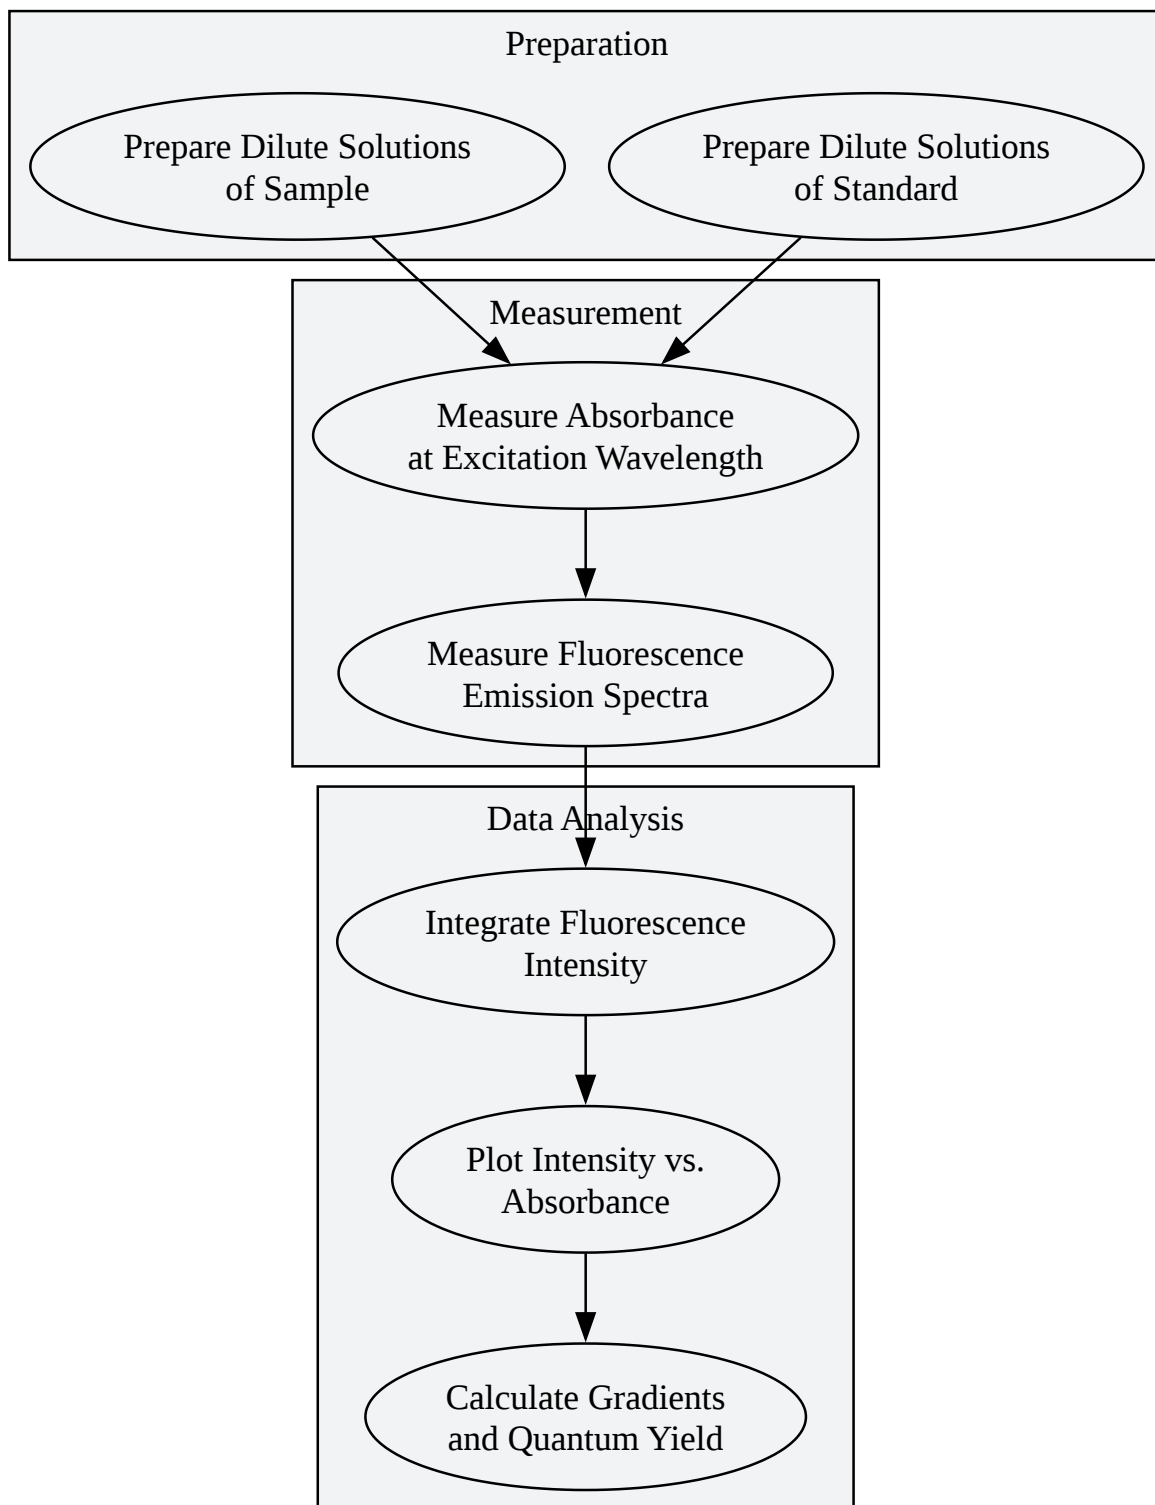 Preparation
Prepare Dilute Solutions
of Sample
Prepare Dilute Solutions
of Standard
Measurement
Measure Absorbance
at Excitation Wavelength
Measure Fluorescence
Emission Spectra
Data Analysis
Integrate Fluorescence
Intensity
Plot Intensity vs.
Absorbance
Calculate Gradients
and Quantum Yield